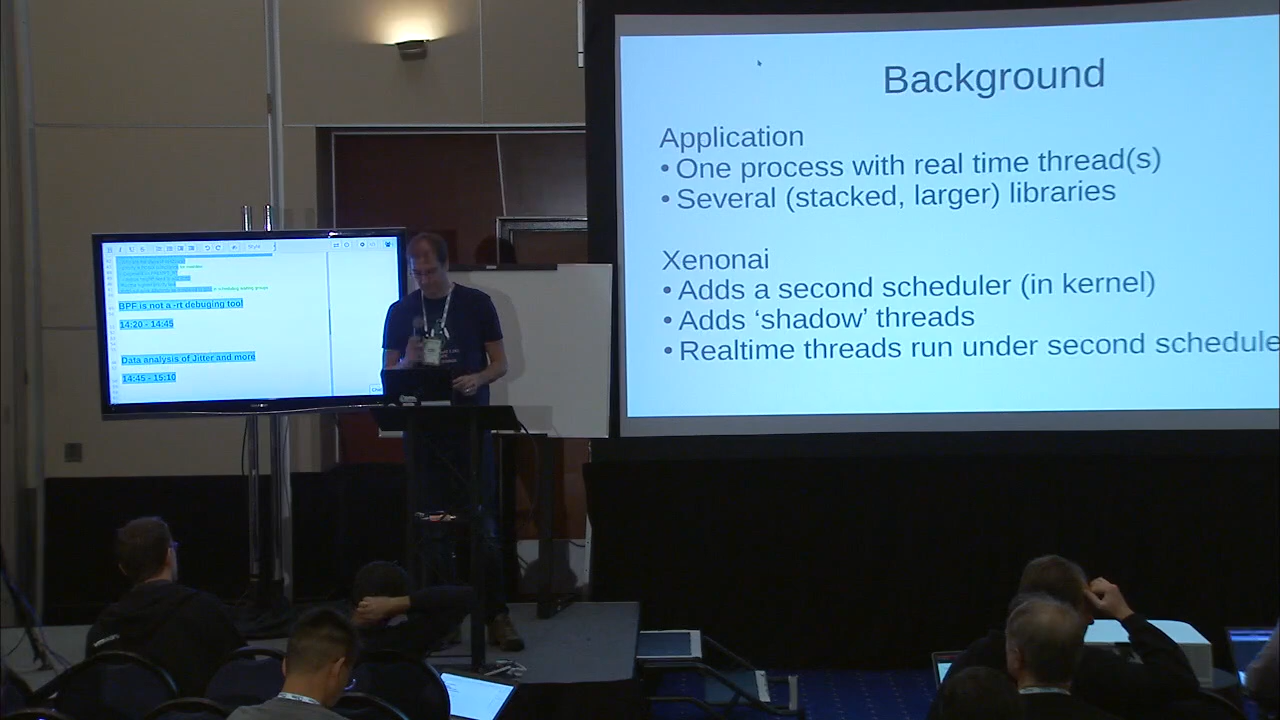 Style
BPF is not a -rt debuging tool
14:20 - 14:45
Data analysis of Jitter and more
14:45 - 15:10
Background
Application
• One process with real time thread(s)
• Several (stacked, larger) libraries
Xenonai
• Adds a second scheduler (in kernel)
• Adds ‘shadow’ threads
• Realtime threads run under second schedule